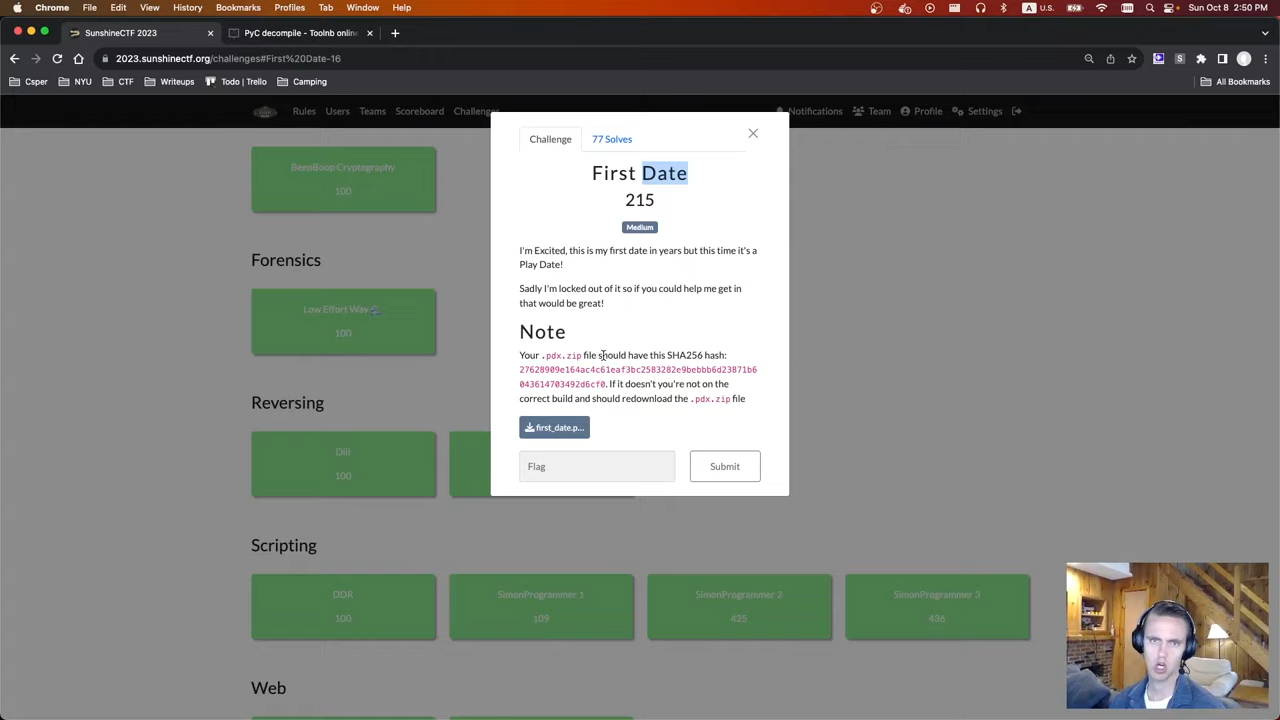 Chrome File Edit View History Bookmarks Profiles Tab Window Help
A U.S. Sun Oct 8 2:50 PM
SunshineCTF 2023 PyC decompile - Toolnb onlin
2023.sunshinectf.org/challenges#First%20Date-16
Csper NYU CTF Writeups Todo All Bookmarks
Rules Users Teams Scoreboard Challen Notifications Team Profile Settings
Challenge 77 Solves
BeepBoop Cryptography
100
First Date
215
Medium
I'm Excited, this is my first date in years but this time it's a
Play Date!
Forensics
Sadly I'm locked out of it so if you could help me get in
that would be great!
Low Effort Wav
100
Note
Your .pdx.zip file should have this SHA256 hash:
27628909e164ac4c61eaf3bc2583282e9bebbb6d23871b6
043614703492d6cf0. If it doesn't you're not on the
correct build and should redownload the .pdx.zip file
Reversing
first_date.p...
Dill
100
Flag Submit
Scripting
DDR SimonProgrammer 1 SimonProgrammer 2 SimonProgrammer 3
100 109 425 436
Web